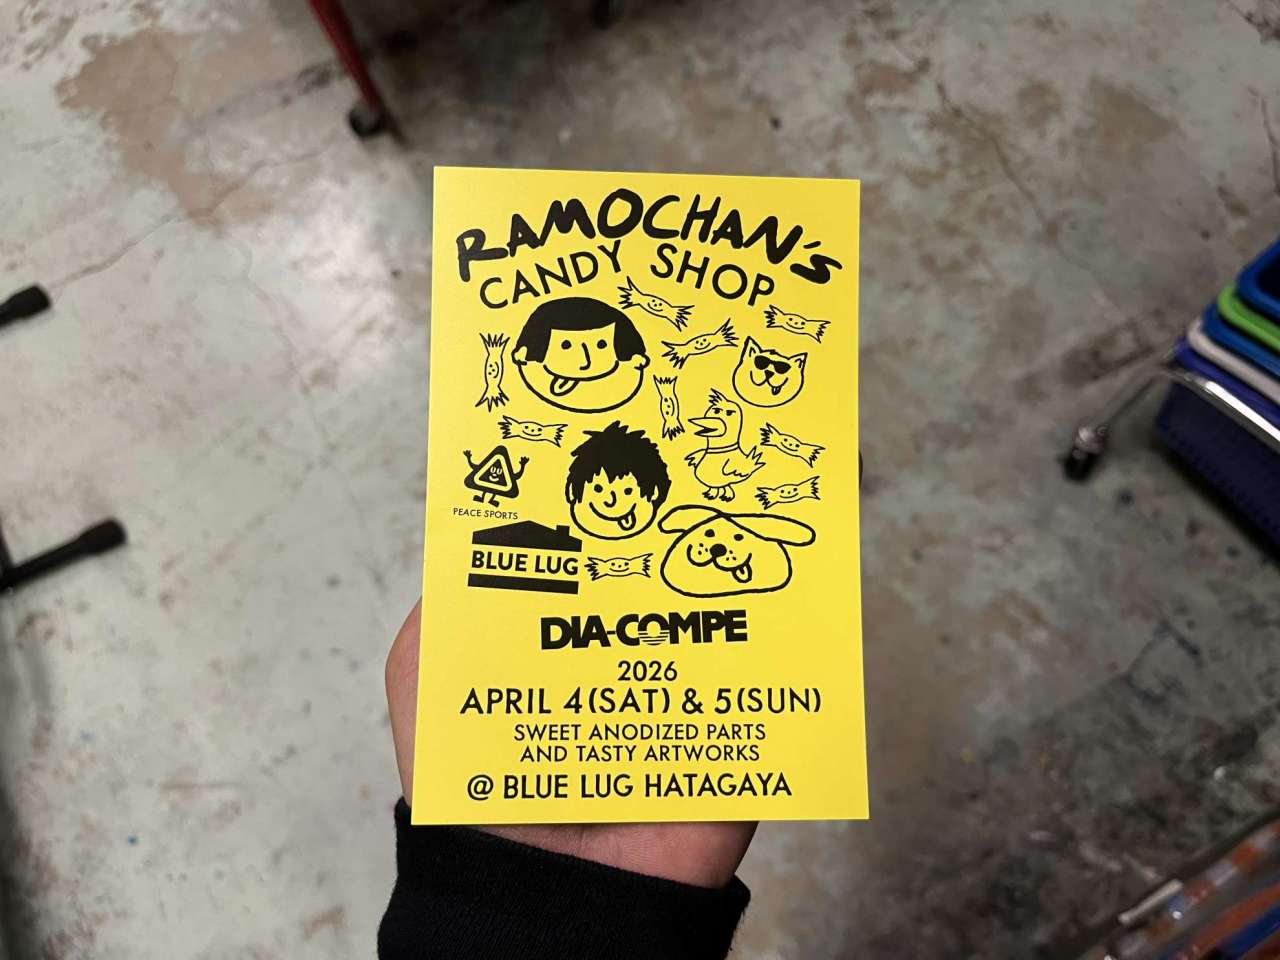 RAMOCHAN'S
CANDY SHOP
PEACE SPORTS
BLUE LUG
DIA-COMPE
2026
APRIL 4(SAT) & 5(SUN)
SWEET ANODIZED PARTS
AND TASTY ARTWORKS
@ BLUE LUG HATAGAYA